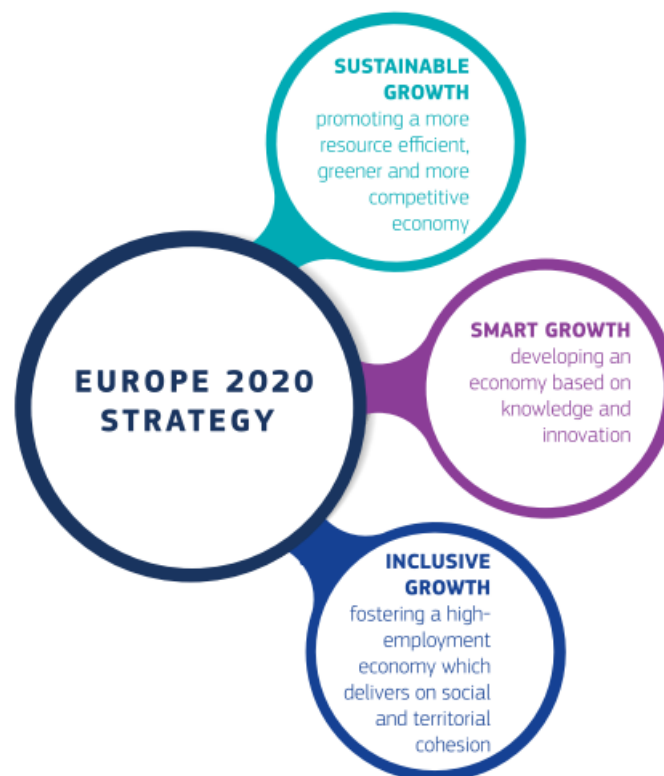 SUSTAINABLE
GROWTH
promoting a more
resource efficient,
greener and more
competitive
economy
EUROPE 2020
STRATEGY
SMART GROWTH
developing an
economy based on
knowledge and
innovation
INCLUSIVE
GROWTH
fostering a high-
employment
economy which
delivers on social
and territorial
cohesion